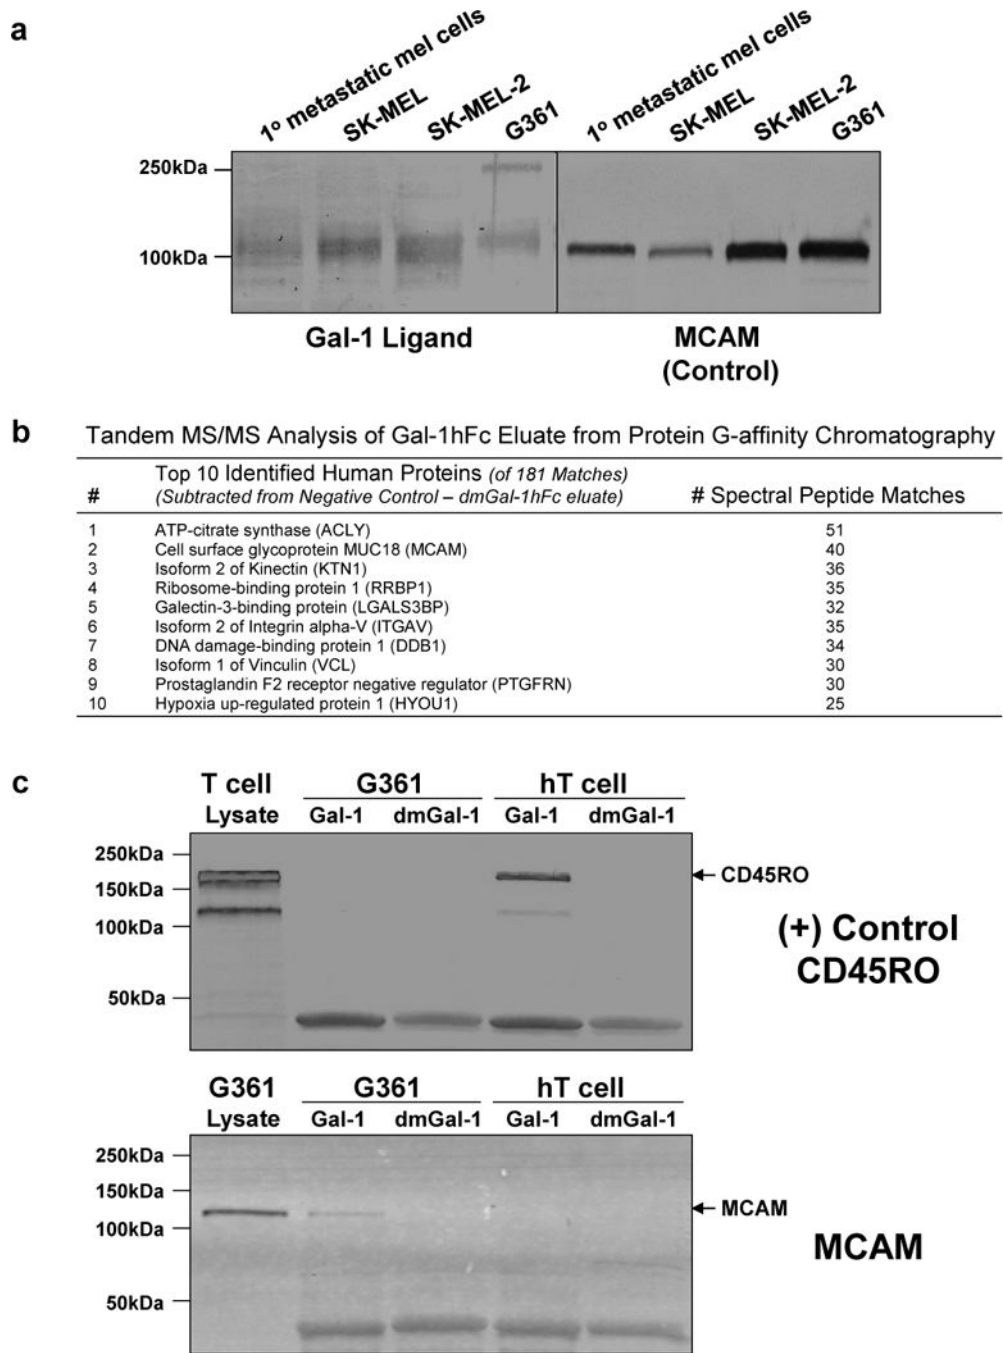 a
1º metastatic mel cells
SK-MEL
SK-MEL-2
G361
1º metastatic mel cells
SK-MEL
SK-MEL-2
G361
250kDa
100kDa
Gal-1 Ligand
MCAM
(Control)
b
Tandem MS/MS Analysis of Gal-1hFc Eluate from Protein G-affinity Chromatography
Top 10 Identified Human Proteins (of 181 Matches)
# (Subtracted from Negative Control – dmGal-1hFc eluate) # Spectral Peptide Matches
1 ATP-citrate synthase (ACLY) 51
2 Cell surface glycoprotein MUC18 (MCAM) 40
3 Isoform 2 of Kinectin (KTN1) 36
4 Ribosome-binding protein 1 (RRBP1) 35
5 Galectin-3-binding protein (LGALS3BP) 32
6 Isoform 2 of Integrin alpha-V (ITGAV) 35
7 DNA damage-binding protein 1 (DDB1) 34
8 Isoform 1 of Vinculin (VCL) 30
9 Prostaglandin F2 receptor negative regulator (PTGFRN) 30
10 Hypoxia up-regulated protein 1 (HYOU1) 25
c
T cell G361 hT cell
Lysate Gal-1 dmGal-1 Gal-1 dmGal-1
250kDa
150kDa
100kDa
50kDa
CD45RO
(+) Control
CD45RO
G361 G361 hT cell
Lysate Gal-1 dmGal-1 Gal-1 dmGal-1
250kDa
150kDa
100kDa
50kDa
MCAM
MCAM